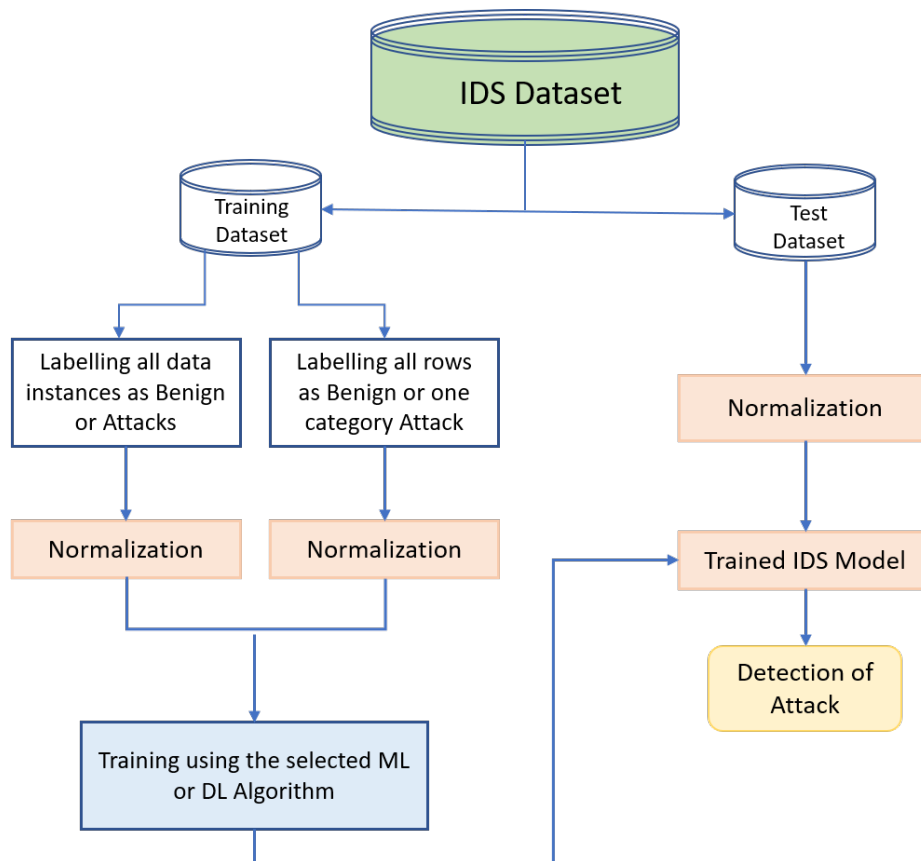 IDS Dataset
Training
Dataset
Test
Dataset
Labelling all data
instances as Benign
or Attacks
Labelling all rows
as Benign or one
category Attack
Normalization
Normalization
Normalization
Trained IDS Model
Detection of
Attack
Training using the selected ML
or DL Algorithm